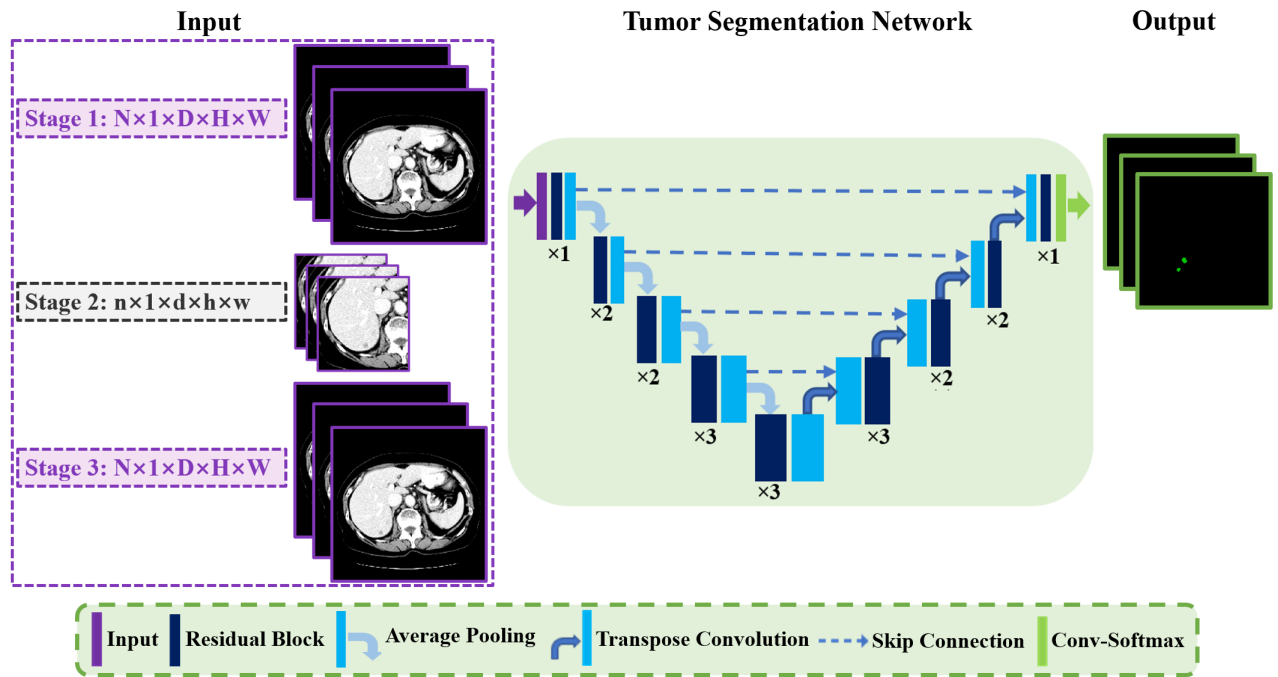 Input
Tumor Segmentation Network
Output
Stage 1: N×1×D×H×W
Stage 2: n×1×d×h×w
Stage 3: N×1×D×H×W
×1
×2
×2
×3
×3
×3
×2
×2
×1
Input
Residual Block
Average Pooling
Transpose Convolution
Skip Connection
Conv-Softmax